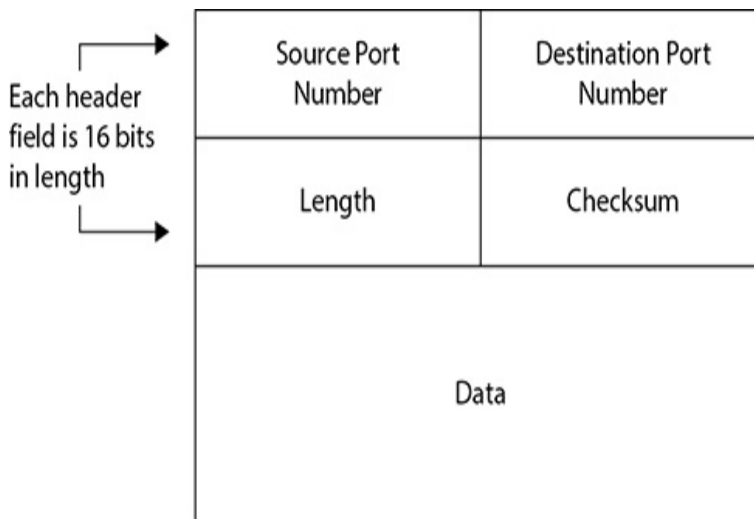 Source Port
Number
Destination Port
Number
Each header
field is 16 bits
in length
Length
Checksum
Data